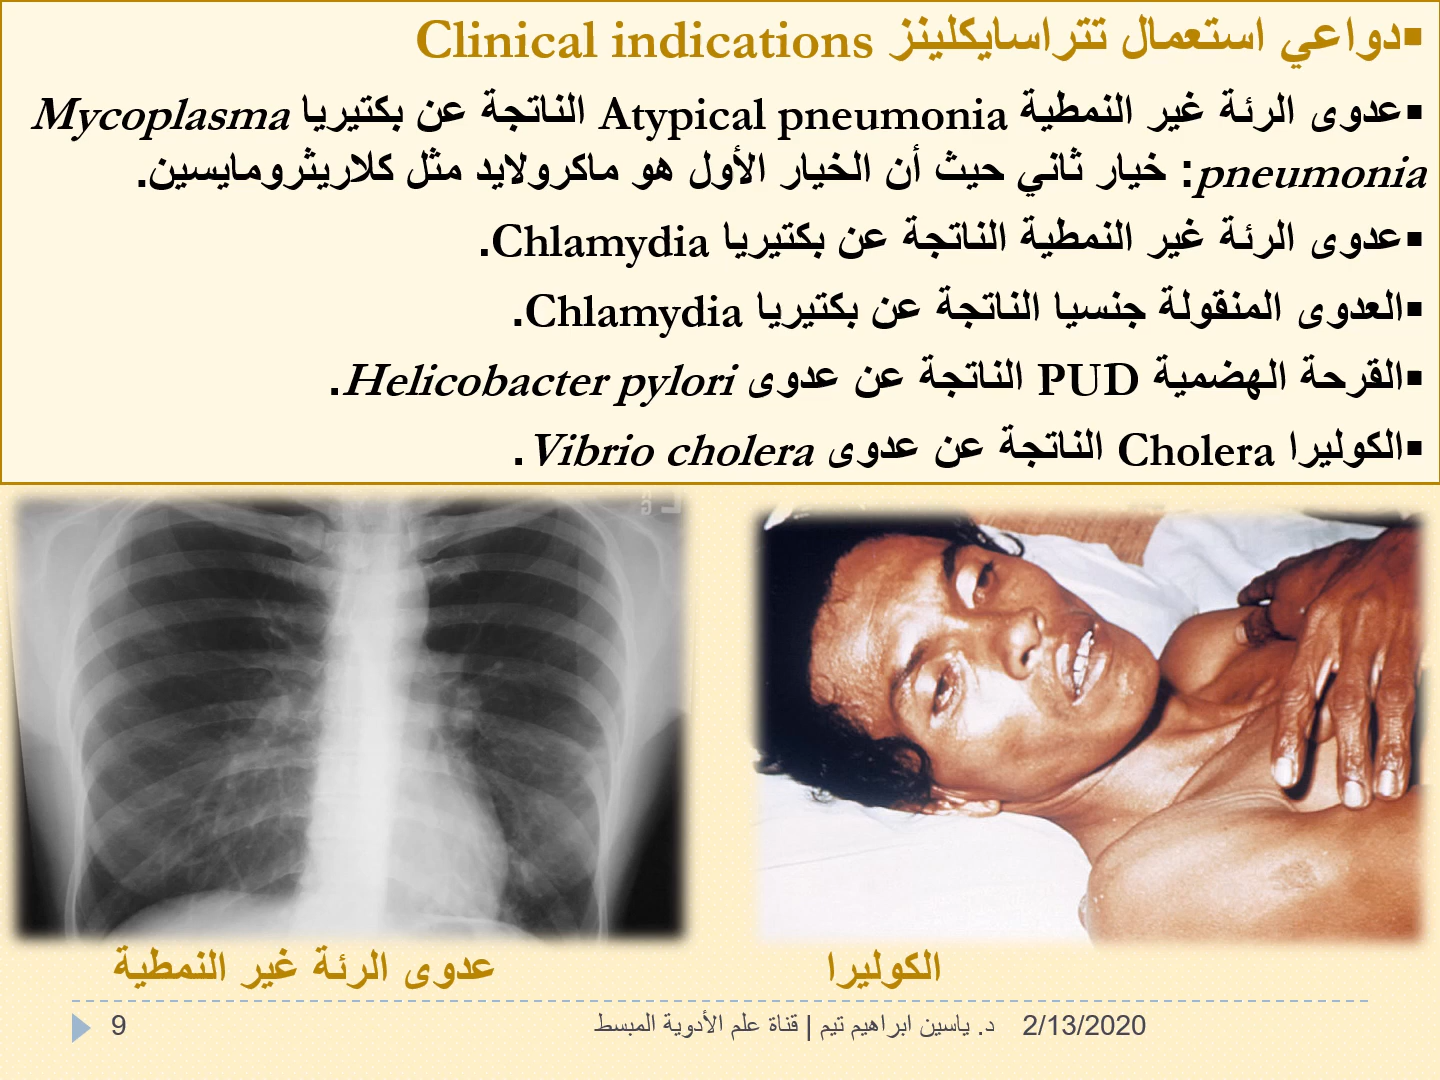 ▪دواعي استعمال تتراسايكلينز Clinical indications
▪عدوى الرئة غير النمطية Atypical pneumonia الناتجة عن بكتيريا Mycoplasma
pneumonia: خيار ثاني حيث أن الخيار الأول هو ماكرولايد مثل كلاريثرومايسين.
▪عدوى الرئة غير النمطية الناتجة عن بكتيريا Chlamydia.
▪العدوى المنقولة جنسيا الناتجة عن بكتيريا Chlamydia.
▪القرحة الهضمية PUD الناتجة عن عدوى Helicobacter pylori.
▪الكوليرا Cholera الناتجة عن عدوى Vibrio cholera.
الكوليرا
عدوى الرئة غير النمطية
2/13/2020
د. ياسين ابراهيم تيم | قناة علم الأدوية المبسط
9